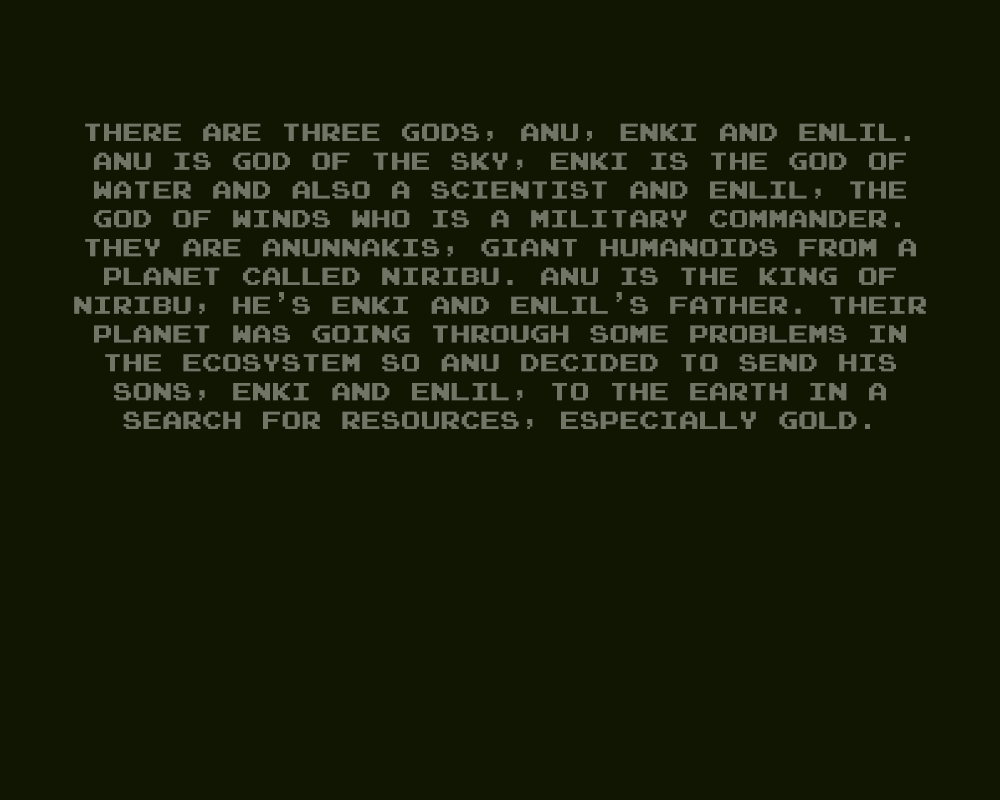 THERE ARE THREE GODS, ANU, ENKI AND ENLIL.
ANU IS GOD OF THE SKY, ENKI IS THE GOD OF
WATER AND ALSO A SCIENTIST AND ENLIL, THE
GOD OF WINDS WHO IS A MILITARY COMMANDER.
THEY ARE ANUNNAKIS, GIANT HUMANOIDS FROM A
PLANET CALLED NIRIBU. ANU IS THE KING OF
NIRIBU, HE'S ENKI AND ENLIL'S FATHER. THEIR
PLANET WAS GOING THROUGH SOME PROBLEMS IN
THE ECOSYSTEM SO ANU DECIDED TO SEND HIS
SONS, ENKI AND ENLIL, TO THE EARTH IN A
SEARCH FOR RESOURCES, ESPECIALLY GOLD.